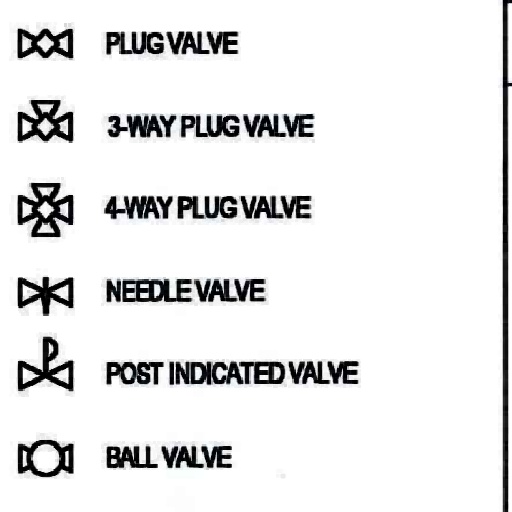 PLUG VALVE
3-WAY PLUG VALVE
4-WAY PLUG VALVE
NEEDLE VALVE
POST INDICATED VALVE
BALL VALVE